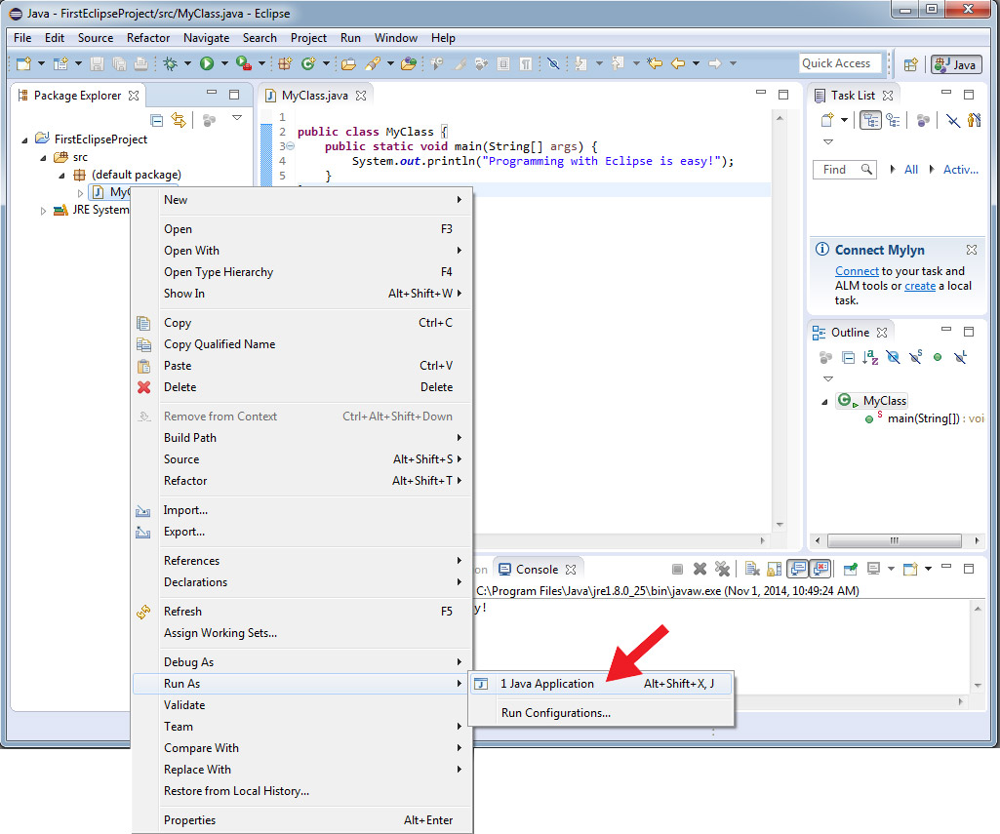 Java - FirstEclipseProject/src/MyClass.java - Eclipse
File Edit Source Refactor Navigate Search Project Run Window Help
Quick Access
Java
Package Explorer
FirstEclipseProject
src
(default package)
MyC
JRE System
MyClass.java
1
2 public class MyClass {
3 public static void main(String[] args) {
4 System.out.println("Programming with Eclipse is easy!");
5 }
New
Open F3
Open With
Open Type Hierarchy F4
Show In Alt+Shift+W
Copy Ctrl+C
Copy Qualified Name
Paste Ctrl+V
Delete Delete
Remove from Context Ctrl+Alt+Shift+Down
Build Path
Source Alt+Shift+S
Refactor Alt+Shift+T
Import...
Export...
References
Declarations
Refresh F5
Assign Working Sets...
Debug As
Run As
Validate
Team
Compare With
Replace With
Restore from Local History...
Properties Alt+Enter
1 Java Application Alt+Shift+X, J
Run Configurations...
Task List
Find All Activ...
Connect Mylyn
Connect to your task and
ALM tools or create a local
task.
Outline
MyClass
main(String[]) : voi
on Console
C:\Program Files\Java\jre1.8.0_25\bin\javaw.exe (Nov 1, 2014, 10:49:24 AM)
y!